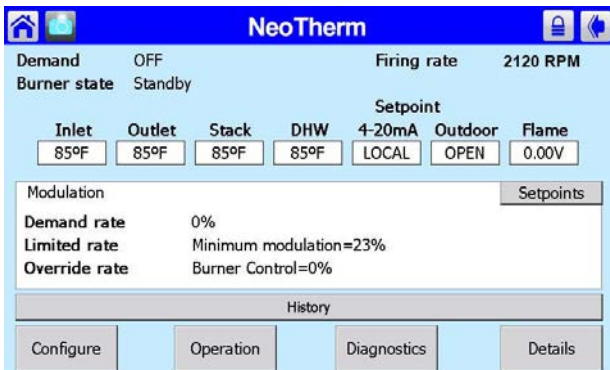 NeoTherm
Demand OFF Firing rate 2120 RPM
Burner state Standby
Setpoint
Inlet Outlet Stack DHW 4-20mA Outdoor Flame
85ºF 85ºF 85ºF 85ºF LOCAL OPEN 0.00V
Modulation Setpoints
Demand rate 0%
Limited rate Minimum modulation=23%
Override rate Burner Control=0%
History
Configure Operation Diagnostics Details